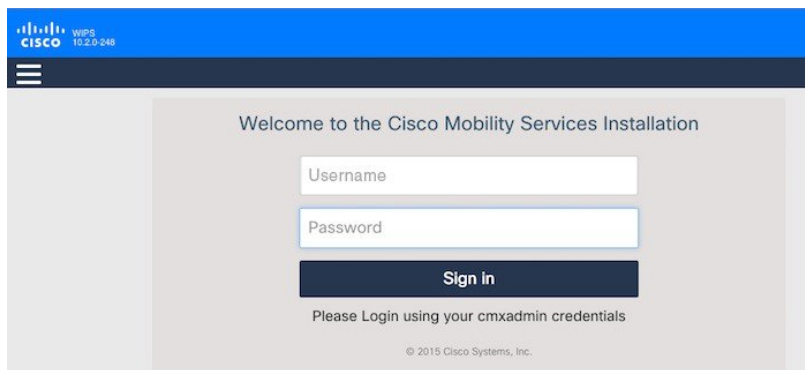 CISCO
WIPS
10.2.0-248
Welcome to the Cisco Mobility Services Installation
Username
Password
Sign in
Please Login using your cmxadmin credentials
© 2015 Cisco Systems, Inc.